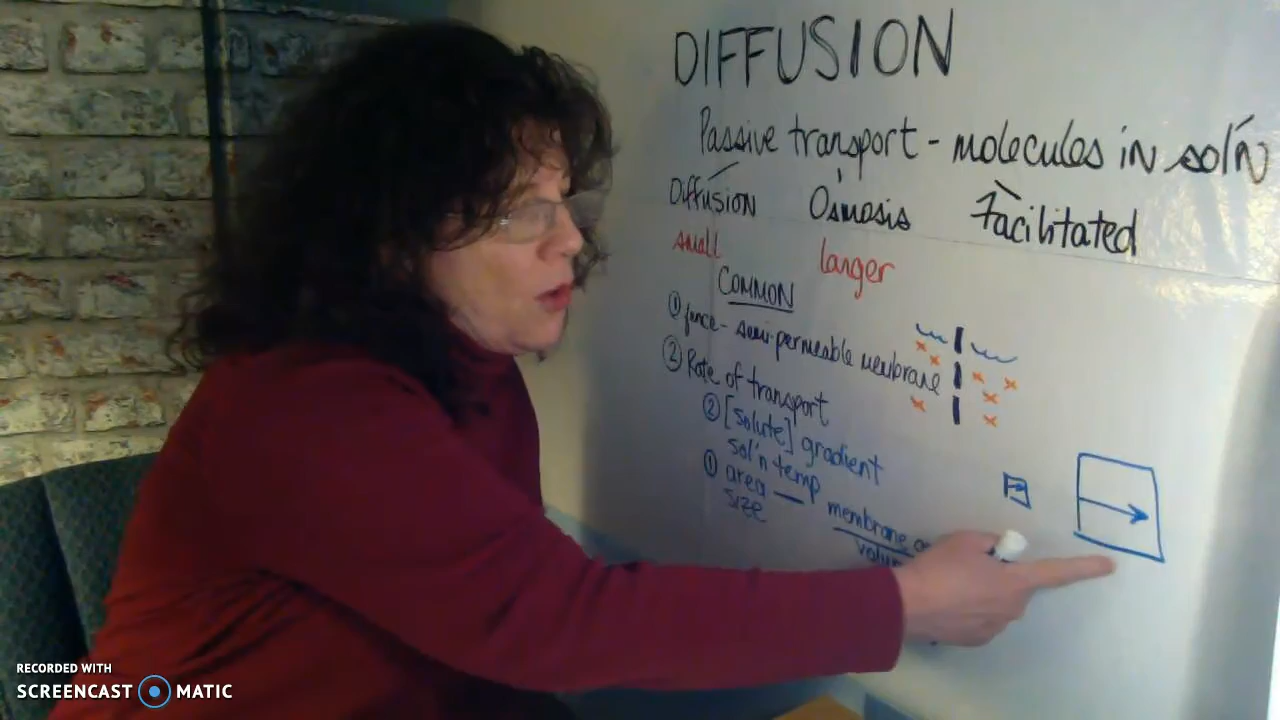 DIFFUSION
Passive transport - molecules in sol'n
Diffusion Osmosis Facilitated
small larger
COMMON
① force - semi-permeable membrane
② Rate of transport
② [solute] gradient
sol'n temp
① area — membrane
size
RECORDED WITH
SCREENCAST MATIC